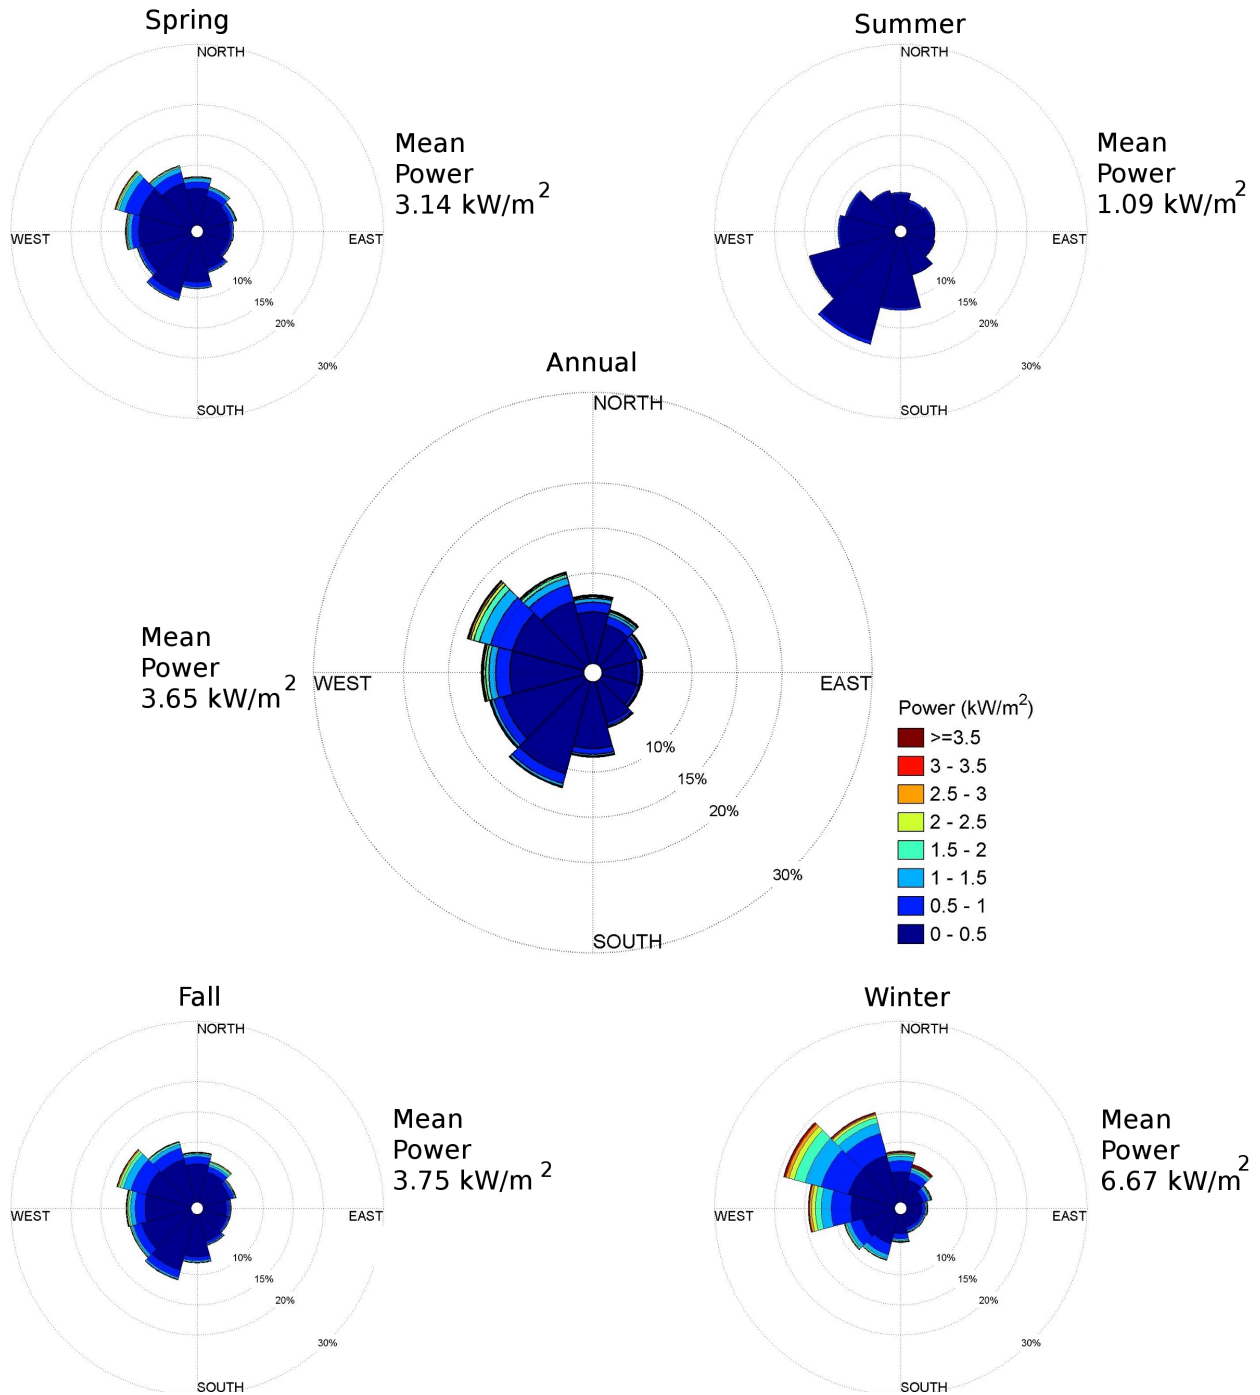 Spring
NORTH
WEST
EAST
10%
15%
20%
30%
SOUTH
Mean
Power
3.14 kW/m²
Summer
NORTH
WEST
EAST
10%
15%
20%
30%
SOUTH
Mean
Power
1.09 kW/m²
Annual
NORTH
WEST
EAST
10%
15%
20%
30%
SOUTH
Mean
Power
3.65 kW/m²
Power (kW/m²)
>=3.5
3 - 3.5
2.5 - 3
2 - 2.5
1.5 - 2
1 - 1.5
0.5 - 1
0 - 0.5
Fall
NORTH
WEST
EAST
10%
15%
20%
30%
SOUTH
Mean
Power
3.75 kW/m²
Winter
NORTH
WEST
EAST
10%
15%
20%
30%
SOUTH
Mean
Power
6.67 kW/m²